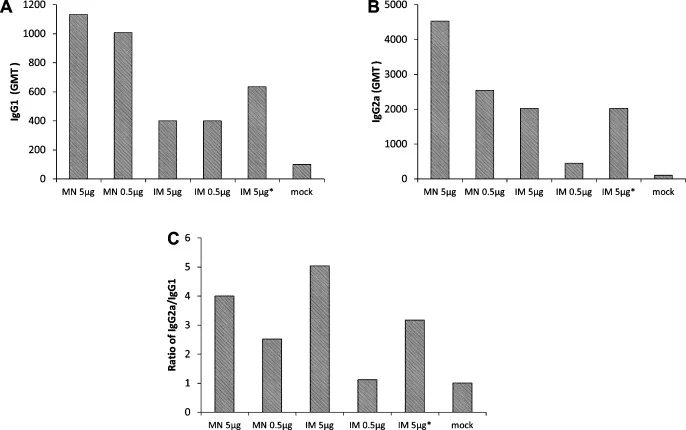 A
IgG1 (GMT)
1200
1000
800
600
400
200
0
MN 5µg MN 0.5µg IM 5µg IM 0.5µg IM 5µg* mock
B
IgG2a (GMT)
5000
4000
3000
2000
1000
0
MN 5µg MN 0.5µg IM 5µg IM 0.5µg IM 5µg* mock
C
Ratio of IgG2a/IgG1
6
5
4
3
2
1
0
MN 5µg MN 0.5µg IM 5µg IM 0.5µg IM 5µg* mock